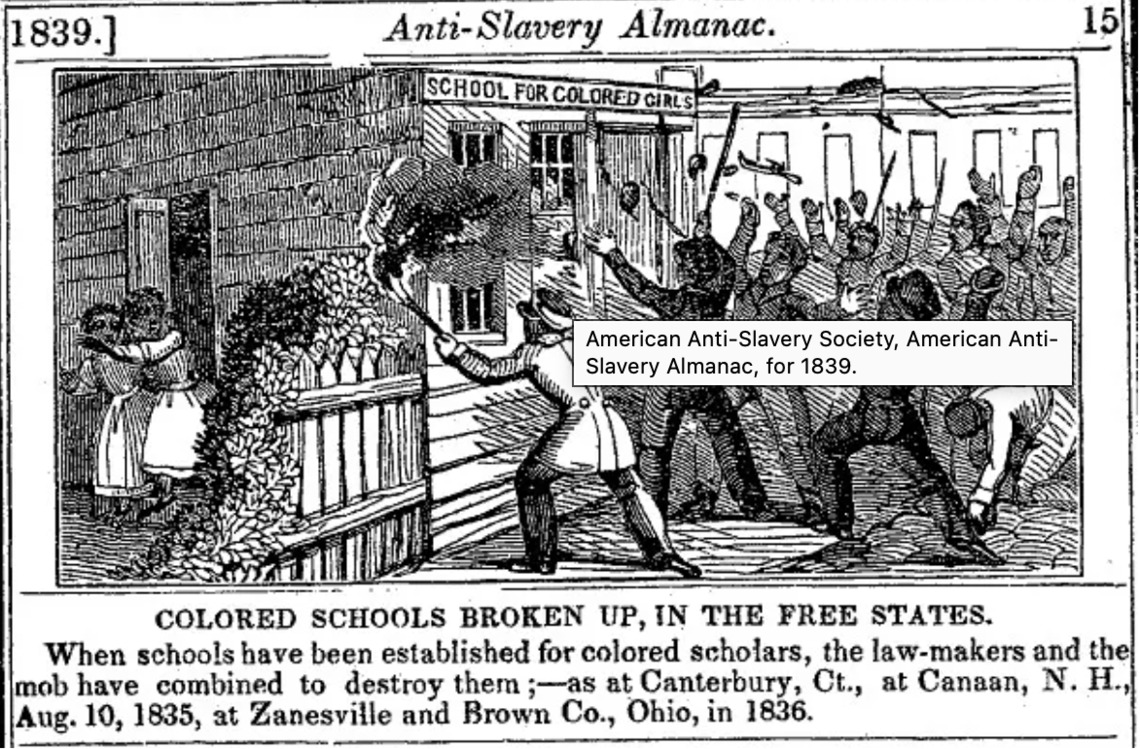 1839.] Anti-Slavery Almanac. 15
SCHOOL FOR COLORED GIRLS
American Anti-Slavery Society, American Anti-
Slavery Almanac, for 1839.
COLORED SCHOOLS BROKEN UP, IN THE FREE STATES.
When schools have been established for colored scholars, the law-makers and the
mob have combined to destroy them;—as at Canterbury, Ct., at Canaan, N. H.,
Aug. 10, 1835, at Zanesville and Brown Co., Ohio, in 1836.